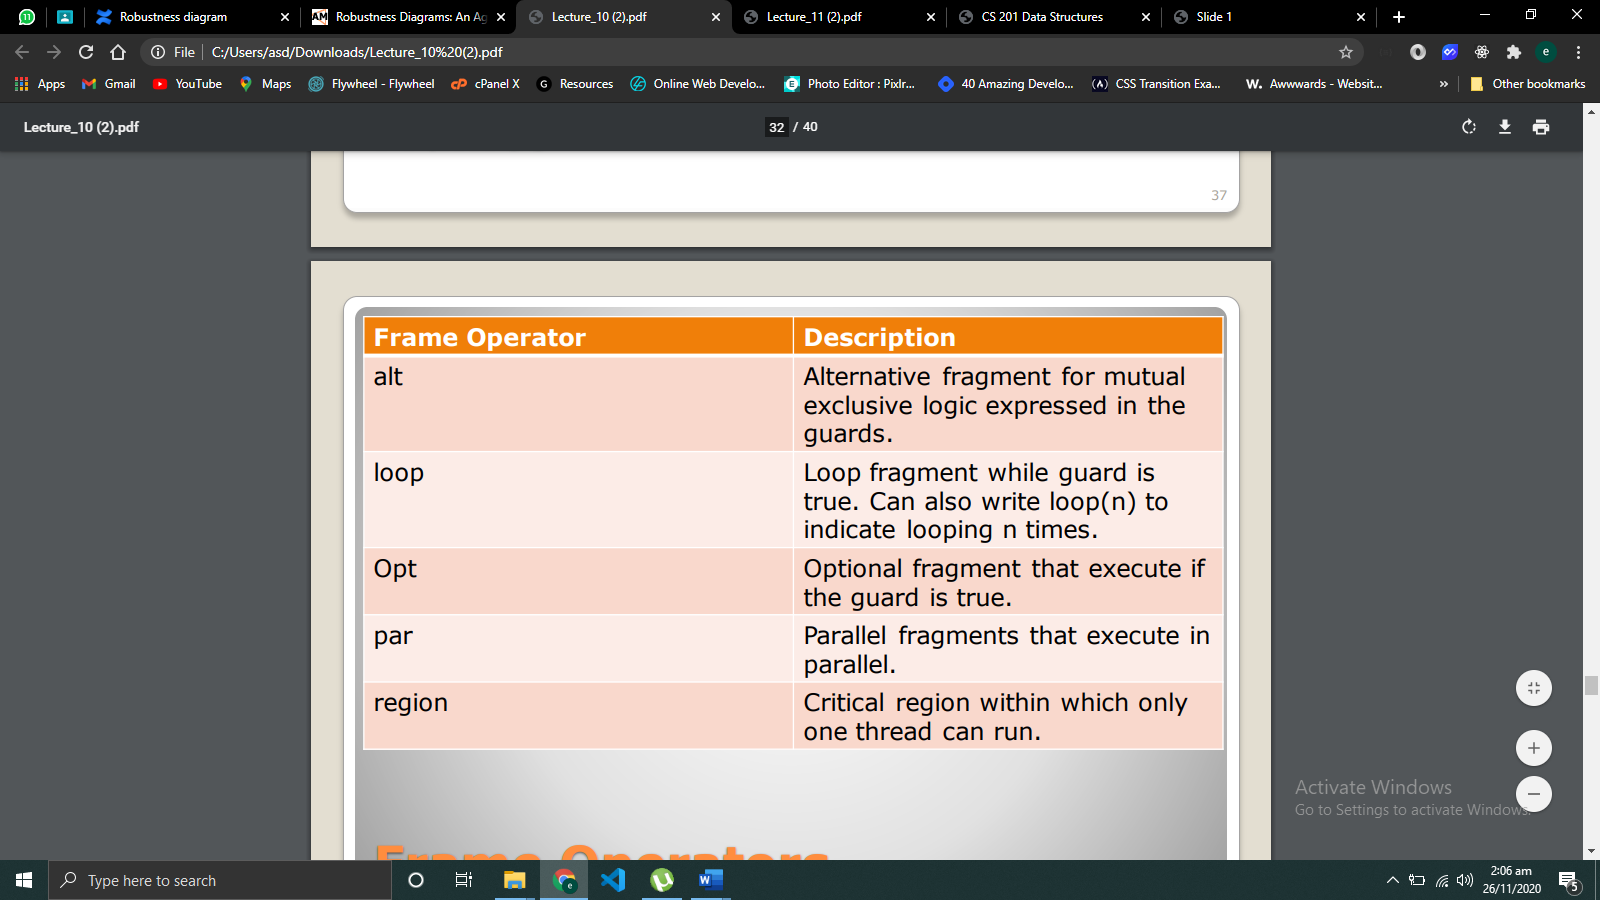 Robustness diagram
AM Robustness Diagrams: An Ag
Lecture_10 (2).pdf
Lecture_11 (2).pdf
CS 201 Data Structures
Slide 1
File C:/Users/asd/Downloads/Lecture_10%20(2).pdf
e
Apps
Gmail
YouTube
Maps
Flywheel - Flywheel
cPanel X
G Resources
Online Web Develo...
E Photo Editor : Pixlr...
40 Amazing Develo...
(A) CSS Transition Exa...
W. Awwwards - Websit...
» Other bookmarks
Lecture_10 (2).pdf
32 / 40
37
Frame Operator Description
alt
Alternative fragment for mutual
exclusive logic expressed in the
guards.
loop
Loop fragment while guard is
true. Can also write loop(n) to
indicate looping n times.
Opt
Optional fragment that execute if
the guard is true.
par
Parallel fragments that execute in
parallel.
region
Critical region within which only
one thread can run.
Frame Operators
Activate Windows
Go to Settings to activate Windows.
Type here to search
2:06 am
26/11/2020
5